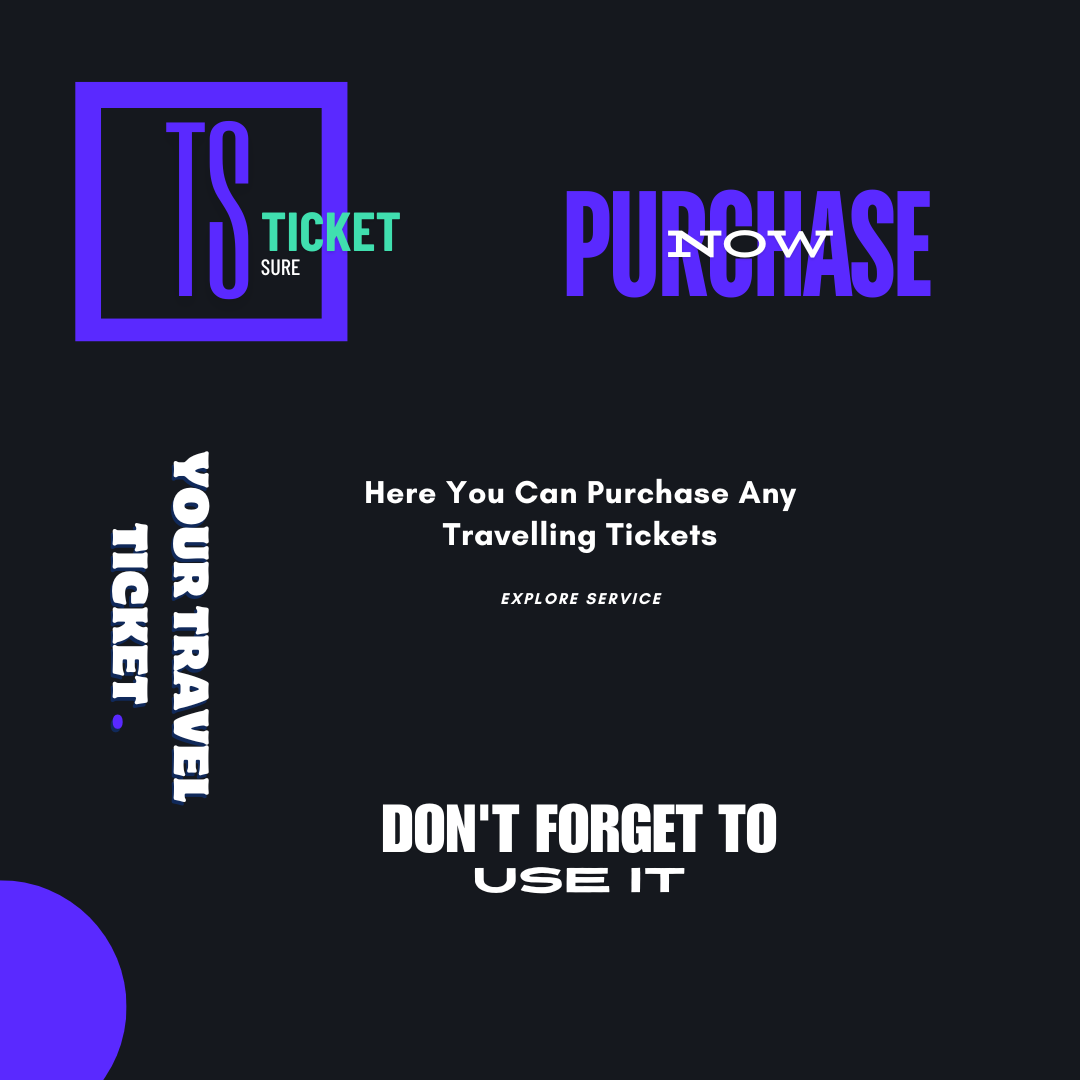 TS
TICKET
SURE
PURCHASE
NOW
YOUR TRAVEL
TICKET.
Here You Can Purchase Any
Travelling Tickets
EXPLORE SERVICE
DON'T FORGET TO
USE IT